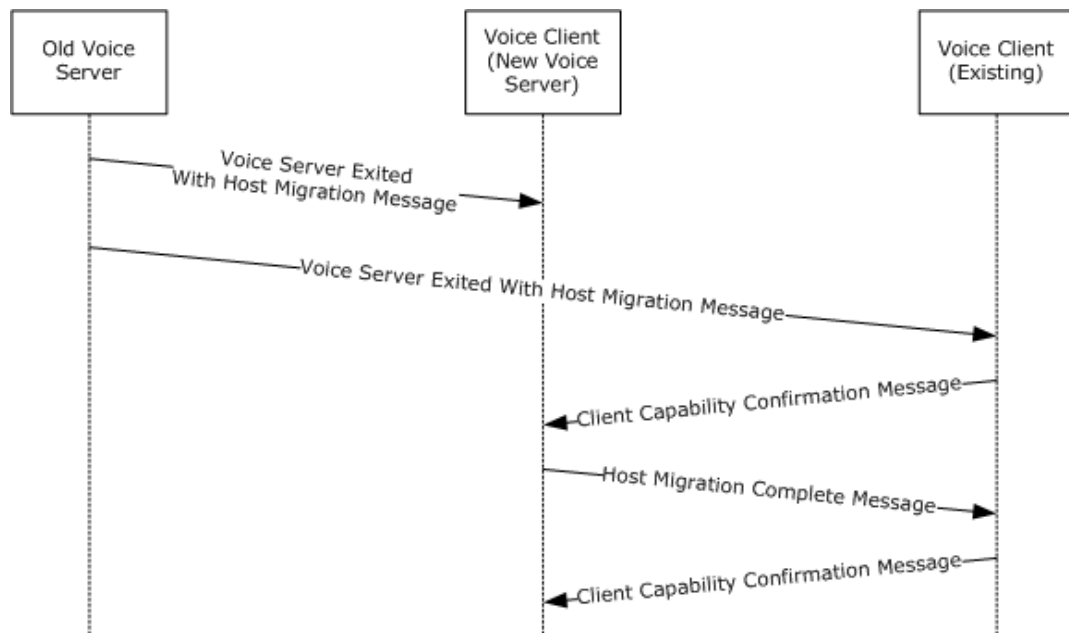 Old Voice
Server
Voice Client
(New Voice
Server)
Voice Client
(Existing)
Voice Server Exited
With Host Migration Message
Voice Server Exited With Host Migration Message
Client Capability Confirmation Message
Host Migration Complete Message
Client Capability Confirmation Message